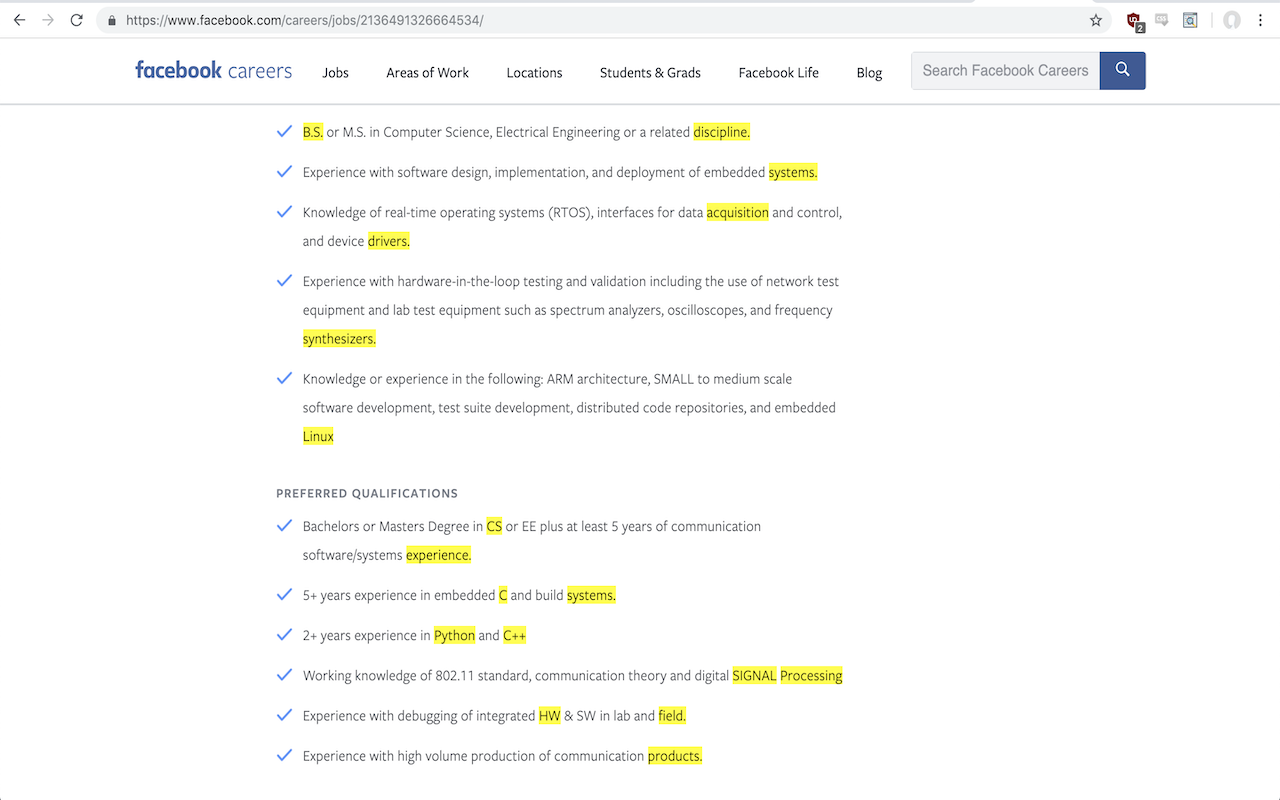 https://www.facebook.com/careers/jobs/2136491326664534/
2
facebook careers
Jobs
Areas of Work
Locations
Students & Grads
Facebook Life
Blog
Search Facebook Careers
B.S. or M.S. in Computer Science, Electrical Engineering or a related discipline.
Experience with software design, implementation, and deployment of embedded systems.
Knowledge of real-time operating systems (RTOS), interfaces for data acquisition and control,
and device drivers.
Experience with hardware-in-the-loop testing and validation including the use of network test
equipment and lab test equipment such as spectrum analyzers, oscilloscopes, and frequency
synthesizers.
Knowledge or experience in the following: ARM architecture, SMALL to medium scale
software development, test suite development, distributed code repositories, and embedded
Linux
PREFERRED QUALIFICATIONS
Bachelors or Masters Degree in CS or EE plus at least 5 years of communication
software/systems experience.
5+ years experience in embedded C and build systems.
2+ years experience in Python and C++
Working knowledge of 802.11 standard, communication theory and digital SIGNAL Processing
Experience with debugging of integrated HW & SW in lab and field.
Experience with high volume production of communication products.